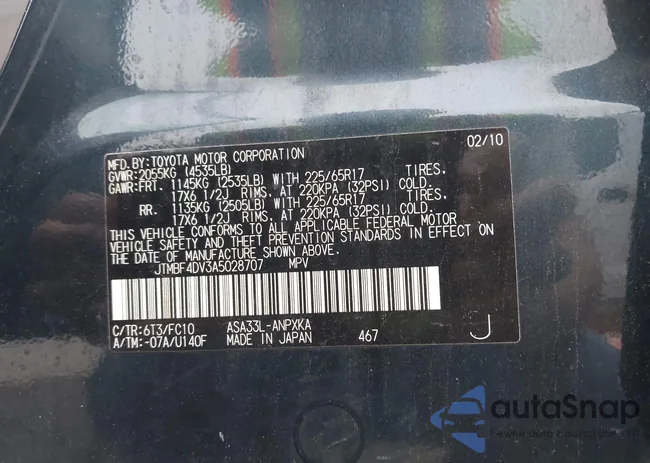 MFD.BY:TOYOTA MOTOR CORPORATION 02/10
GVWR:2055KG (4535LB)
GAWR:FRT. 1145KG (2535LB) WITH 225/65R17 TIRES,
17X6 1/2J RIMS, AT 220KPA (32PSI) COLD.
RR. 1135KG (2505LB) WITH 225/65R17 TIRES,
17X6 1/2J RIMS, AT 220KPA (32PSI) COLD.
THIS VEHICLE CONFORMS TO ALL APPLICABLE FEDERAL MOTOR
VEHICLE SAFETY AND THEFT PREVENTION STANDARDS IN EFFECT ON
THE DATE OF MANUFACTURE SHOWN ABOVE.
JTMBF4DV3A5028707 MPV
C/TR:6T3/FC10 ASA33L-ANPXKA
A/TM:-07A/U140F MADE IN JAPAN 467 J
autaSnap